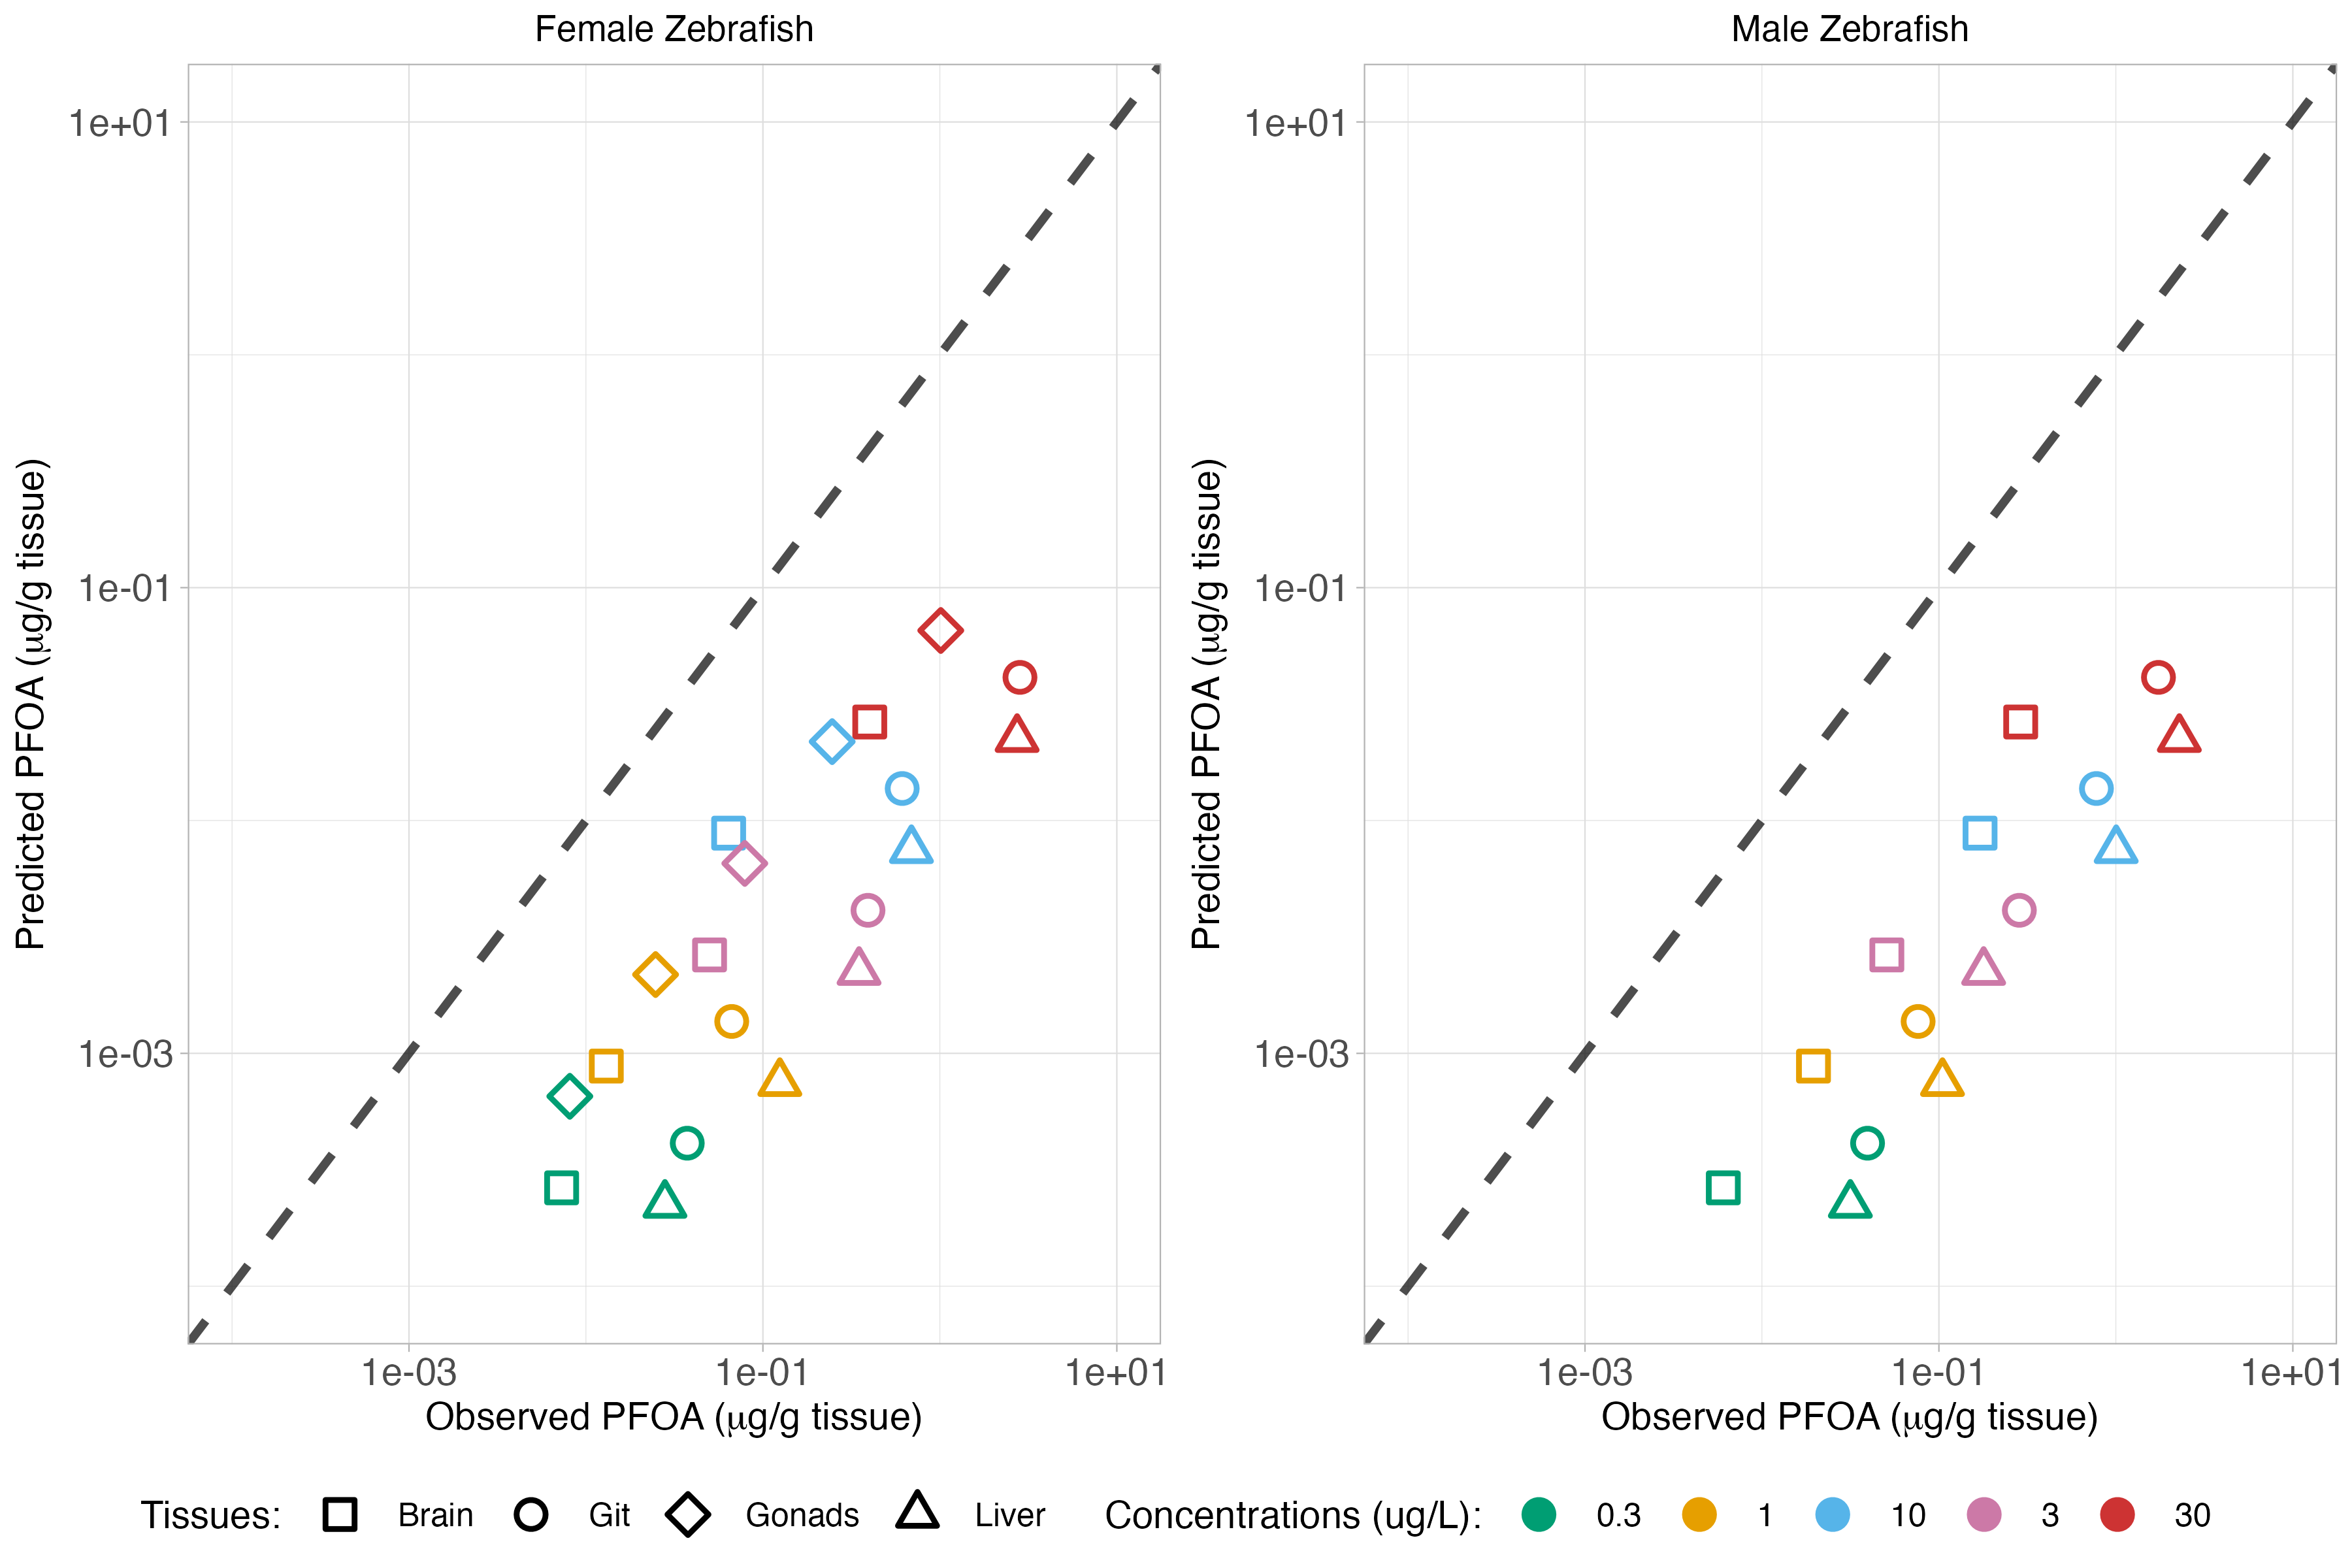 Female Zebrafish
Male Zebrafish
1e+01
1e-01
1e-03
Predicted PFOA (μg/g tissue)
1e-03
1e-01
1e+01
Observed PFOA (μg/g tissue)
1e+01
1e-01
1e-03
Predicted PFOA (μg/g tissue)
1e-03
1e-01
1e+01
Observed PFOA (μg/g tissue)
Tissues: Brain Git Gonads Liver Concentrations (ug/L): 0.3 1 10 3 30